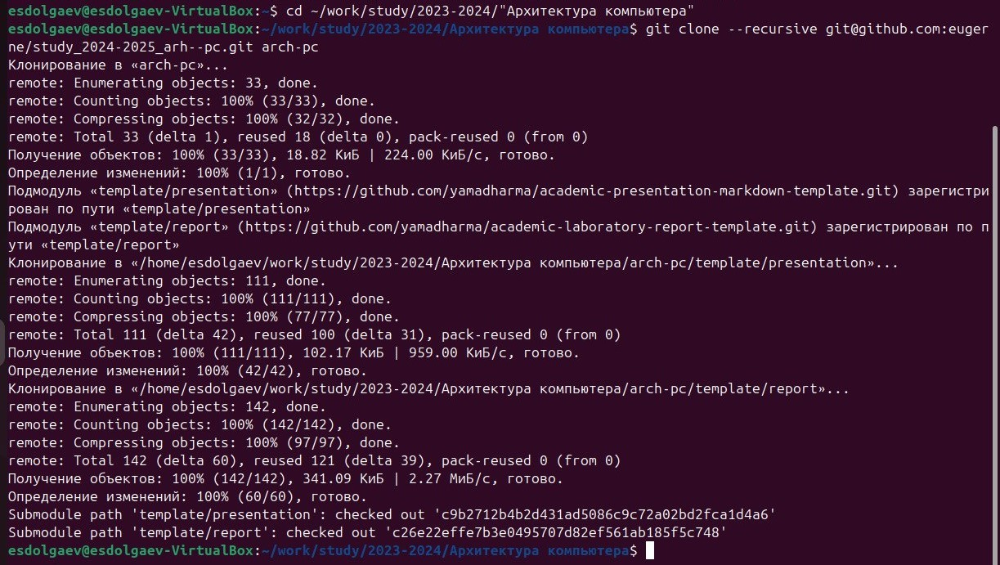 esdolgaev@esdolgaev-VirtualBox:~$ cd ~/work/study/2023-2024/"Архитектура компьютера"
esdolgaev@esdolgaev-VirtualBox:~/work/study/2023-2024/Архитектура компьютера$ git clone --recursive git@github.com:euger
ne/study_2024-2025_arh--pc.git arch-pc
Клонирование в «arch-pc»...
remote: Enumerating objects: 33, done.
remote: Counting objects: 100% (33/33), done.
remote: Compressing objects: 100% (32/32), done.
remote: Total 33 (delta 1), reused 18 (delta 0), pack-reused 0 (from 0)
Получение объектов: 100% (33/33), 18.82 КиБ | 224.00 КиБ/с, готово.
Определение изменений: 100% (1/1), готово.
Подмодуль «template/presentation» (https://github.com/yamadharma/academic-presentation-markdown-template.git) зарегистри
рован по пути «template/presentation»
Подмодуль «template/report» (https://github.com/yamadharma/academic-laboratory-report-template.git) зарегистрирован по п
ути «template/report»
Клонирование в «/home/esdolgaev/work/study/2023-2024/Архитектура компьютера/arch-pc/template/presentation»...
remote: Enumerating objects: 111, done.
remote: Counting objects: 100% (111/111), done.
remote: Compressing objects: 100% (77/77), done.
remote: Total 111 (delta 42), reused 100 (delta 31), pack-reused 0 (from 0)
Получение объектов: 100% (111/111), 102.17 КиБ | 959.00 КиБ/с, готово.
Определение изменений: 100% (42/42), готово.
Клонирование в «/home/esdolgaev/work/study/2023-2024/Архитектура компьютера/arch-pc/template/report»...
remote: Enumerating objects: 142, done.
remote: Counting objects: 100% (142/142), done.
remote: Compressing objects: 100% (97/97), done.
remote: Total 142 (delta 60), reused 121 (delta 39), pack-reused 0 (from 0)
Получение объектов: 100% (142/142), 341.09 КиБ | 2.27 МиБ/с, готово.
Определение изменений: 100% (60/60), готово.
Submodule path 'template/presentation': checked out 'c9b2712b4b2d431ad5086c9c72a02bd2fca1d4a6'
Submodule path 'template/report': checked out 'c26e22effe7b3e0495707d82ef561ab185f5c748'
esdolgaev@esdolgaev-VirtualBox:~/work/study/2023-2024/Архитектура компьютера$